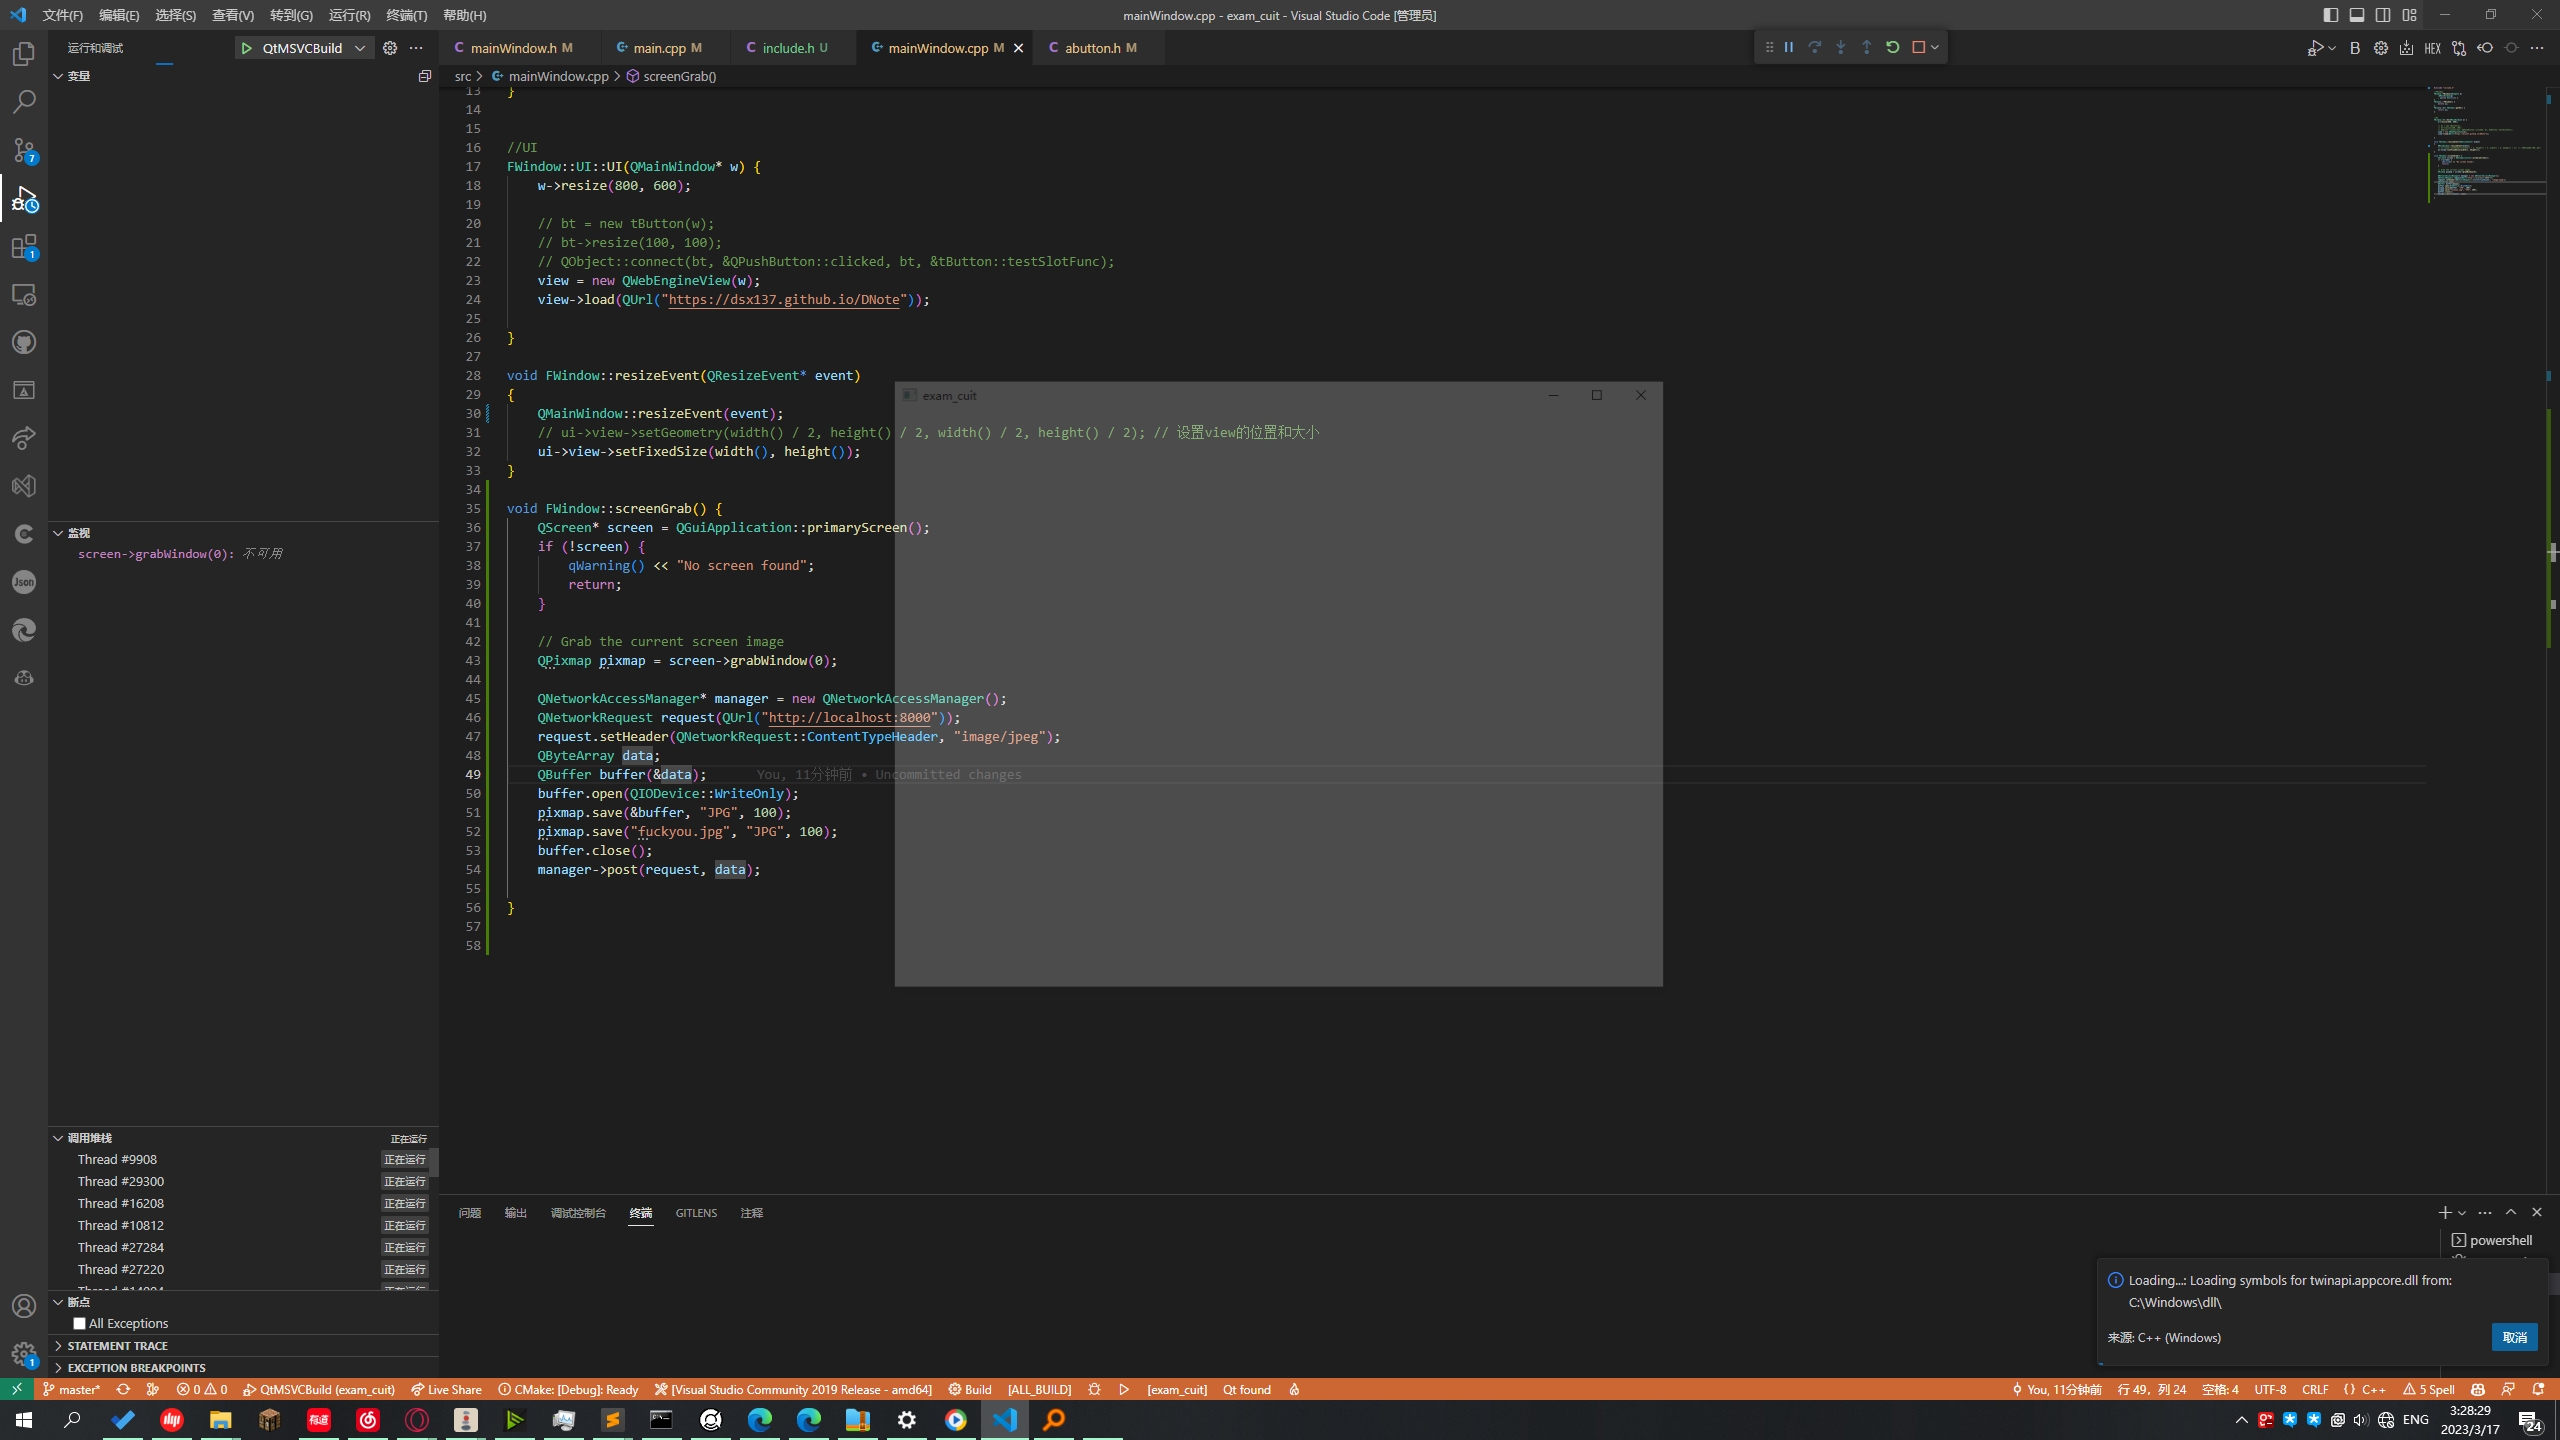 文件(F) 编辑(E) 选择(S) 查看(V) 转到(G) 运行(R) 终端(T) 帮助(H)
mainWindow.cpp - exam_cuit - Visual Studio Code [管理员]
运行和调试
QtMSVCBuild
mainWindow.h M
main.cpp M
include.h U
mainWindow.cpp M
abutton.h M
B
HEX
变量
src > mainWindow.cpp > screenGrab()
13 }
14
15
16 //UI
17 FWindow::UI::UI(QMainWindow* w) {
18 w->resize(800, 600);
19
20 // bt = new tButton(w);
21 // bt->resize(100, 100);
22 // QObject::connect(bt, &QPushButton::clicked, bt, &tButton::testSlotFunc);
23 view = new QWebEngineView(w);
24 view->load(QUrl("https://dsx137.github.io/DNote"));
25
26 }
27
28 void FWindow::resizeEvent(QResizeEvent* event)
29 {
exam_cuit
30 QMainWindow::resizeEvent(event);
31 // ui->view->setGeometry(width() / 2, height() / 2, width() / 2, height() / 2); // 设置view的位置和大小
32 ui->view->setFixedSize(width(), height());
33 }
34
35 void FWindow::screenGrab() {
36 QScreen* screen = QGuiApplication::primaryScreen();
37 if (!screen) {
38 qWarning() << "No screen found";
39 return;
40 }
41
42 // Grab the current screen image
43 QPixmap pixmap = screen->grabWindow(0);
44
45 QNetworkAccessManager* manager = new QNetworkAccessManager();
46 QNetworkRequest request(QUrl("http://localhost:8000"));
47 request.setHeader(QNetworkRequest::ContentTypeHeader, "image/jpeg");
48 QByteArray data;
49 QBuffer buffer(&data); You, 11分钟前 • Uncommitted changes
50 buffer.open(QIODevice::WriteOnly);
51 pixmap.save(&buffer, "JPG", 100);
52 pixmap.save("fuckyou.jpg", "JPG", 100);
53 buffer.close();
54 manager->post(request, data);
55
56 }
57
58
监视
screen->grabWindow(0): 不可用
调用堆栈 正在运行
Thread #9908 正在运行
Thread #29300 正在运行
Thread #16208 正在运行
Thread #10812 正在运行
Thread #27284 正在运行
Thread #27220 正在运行
断点
All Exceptions
STATEMENT TRACE
EXCEPTION BREAKPOINTS
问题 输出 调试控制台 终端 GITLENS 注释
powershell
Loading...: Loading symbols for twinapi.appcore.dll from:
C:\Windows\dll\
来源: C++ (Windows)
取消
master* 0 0 QtMSVCBuild (exam_cuit) Live Share CMake: [Debug]: Ready [Visual Studio Community 2019 Release - amd64] Build [ALL_BUILD] [exam_cuit] Qt found
You, 11分钟前 行 49，列 24 空格: 4 UTF-8 CRLF {} C++ 5 Spell
7
1
Json
1
有道
ENG
3:28:29
2023/3/17
24